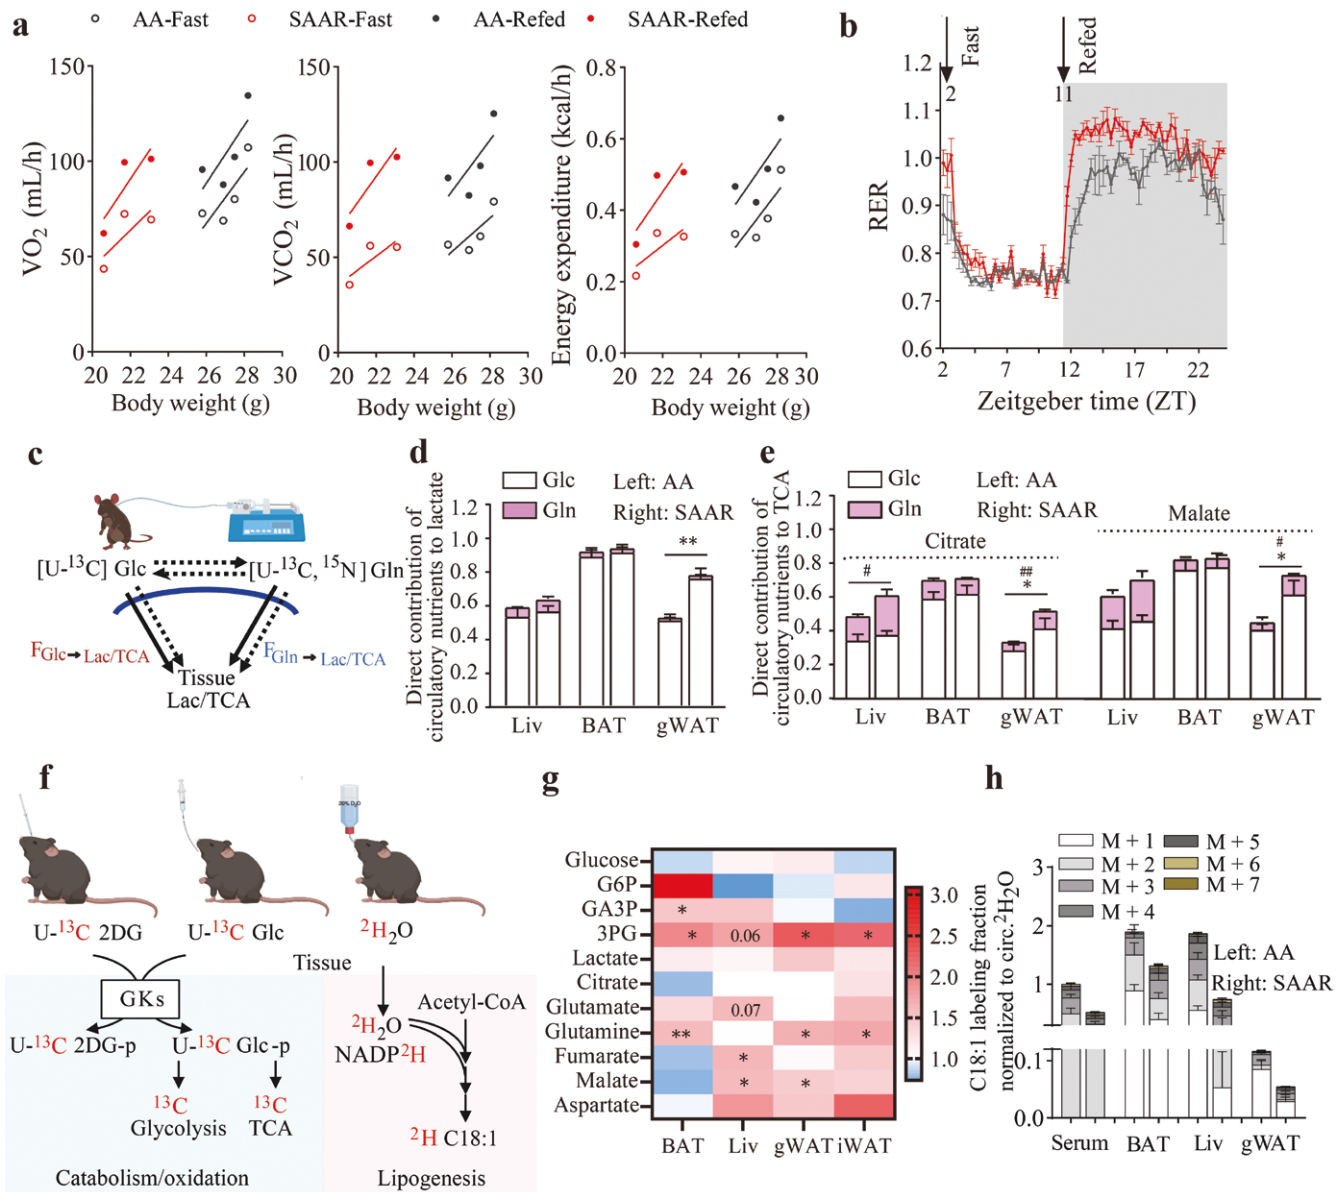 a
AA-Fast SAAR-Fast AA-Refed SAAR-Refed
VO2 (mL/h)
150
100
50
0
20 22 24 26 28 30
Body weight (g)
VCO2 (mL/h)
150
100
50
0
20 22 24 26 28 30
Body weight (g)
Energy expenditure (kcal/h)
0.8
0.6
0.4
0.2
0.0
20 22 24 26 28 30
Body weight (g)
b
Fast
Refed
2
11
RER
1.2
1.1
1.0
0.9
0.8
0.7
0.6
2 7 12 17 22
Zeitgeber time (ZT)
c
[U-13C] Glc
[U-13C, 15N] Gln
FGlc→Lac/TCA
FGln → Lac/TCA
Tissue
Lac/TCA
d
Glc
Gln
Left: AA
Right: SAAR
Direct contribution of
circulatory nutrients to lactate
1.2
1.0
0.8
0.6
0.4
0.2
0.0
**
Liv BAT gWAT
e
Glc
Gln
Left: AA
Right: SAAR
Direct contribution of
circulatory nutrients to TCA
1.2
1.0
0.8
0.6
0.4
0.2
0.0
Citrate
Malate
#
##
*
#
*
Liv BAT gWAT Liv BAT gWAT
f
30% D2O
U-13C 2DG
U-13C Glc
2H2O
GKs
U-13C 2DG-p
U-13C Glc-p
13C
Glycolysis
13C
TCA
Catabolism/oxidation
Tissue
Acetyl-CoA
2H2O
NADP2H
2H C18:1
Lipogenesis
g
Glucose
G6P
GA3P *
3PG * 0.06 * *
Lactate
Citrate
Glutamate 0.07
Glutamine ** * *
Fumarate *
Malate * *
Aspartate
BAT Liv gWAT iWAT
3.0
2.5
2.0
1.5
1.0
h
M + 1
M + 2
M + 3
M + 4
M + 5
M + 6
M + 7
Left: AA
Right: SAAR
C18:1 labeling fraction
normalized to circ.2H2O
3
2
1
0.1
0.0
Serum BAT Liv gWAT